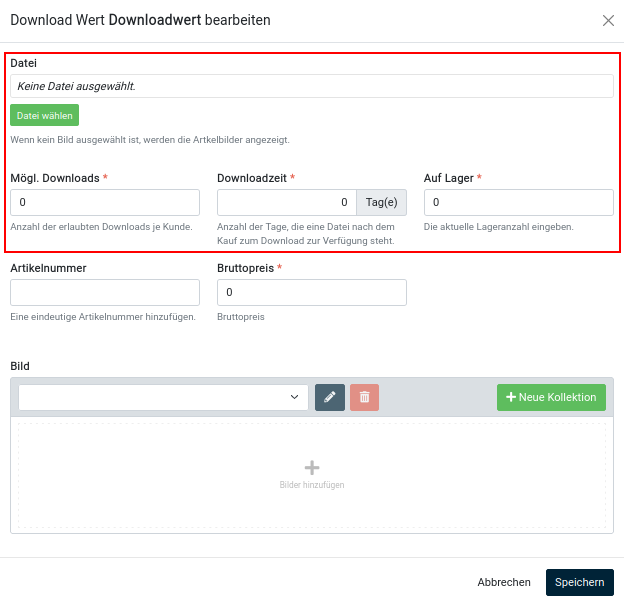 Download Wert Downloadwert bearbeiten
Datei
Keine Datei ausgewählt.
Datei wählen
Wenn kein Bild ausgewählt ist, werden die Artkelbilder angezeigt.
Mögl. Downloads *
Downloadzeit *
Auf Lager *
0
0 Tag(e)
0
Anzahl der erlaubten Downloads je Kunde.
Anzahl der Tage, die eine Datei nach dem
Kauf zum Download zur Verfügung steht.
Die aktuelle Lageranzahl eingeben.
Artikelnummer
Bruttopreis *
0
Eine eindeutige Artikelnummer hinzufügen.
Bruttopreis
Bild
+ Neue Kollektion
Bilder hinzufügen
Abbrechen
Speichern